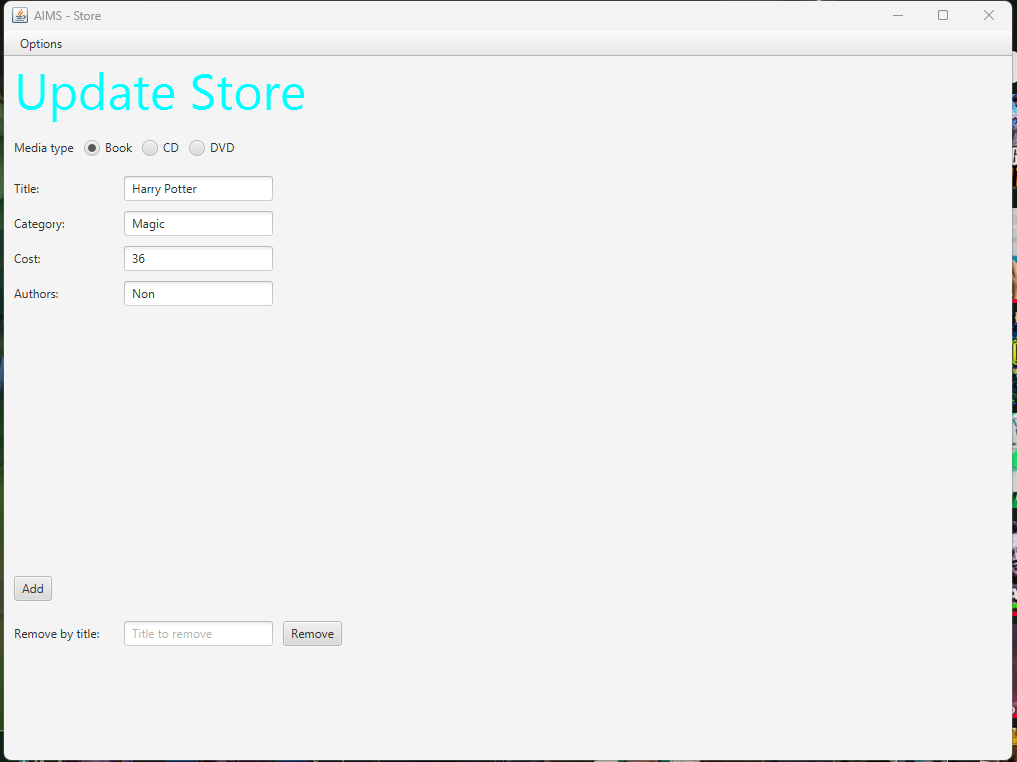 AIMS - Store
Options
Update Store
Media type Book CD DVD
Title: Harry Potter
Category: Magic
Cost: 36
Authors: Non
Add
Remove by title: Title to remove Remove